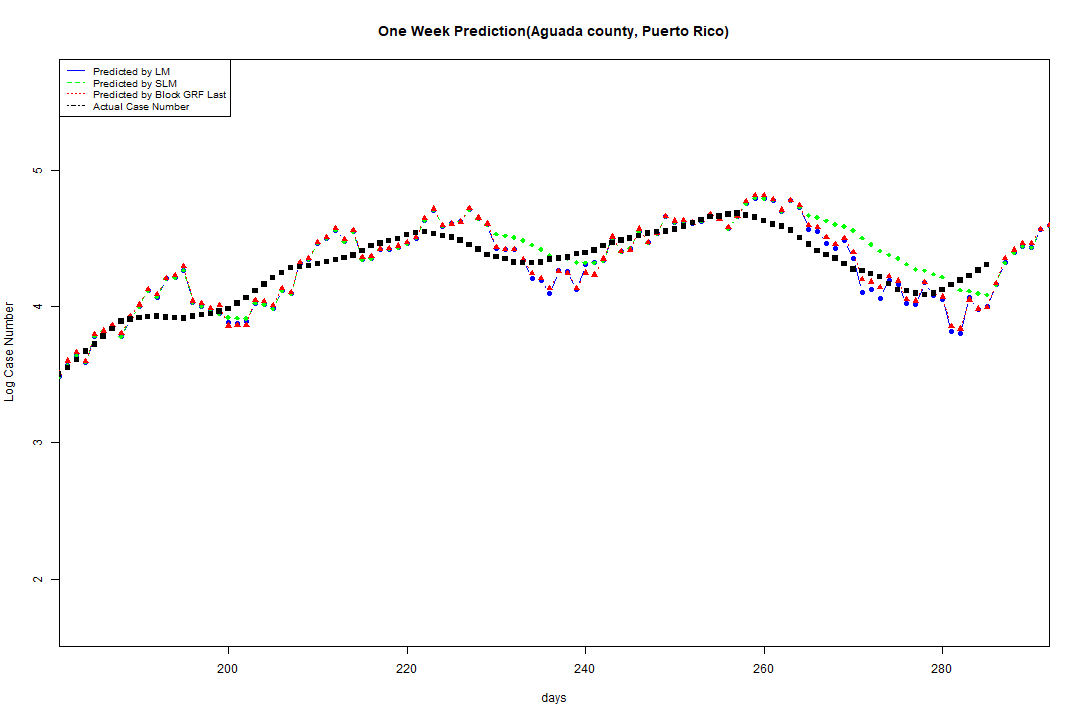 One Week Prediction(Aguada county, Puerto Rico)
Predicted by LM
Predicted by SLM
Predicted by Block GRF Last
Actual Case Number
5
4
3
2
Log Case Number
200 220 240 260 280
days